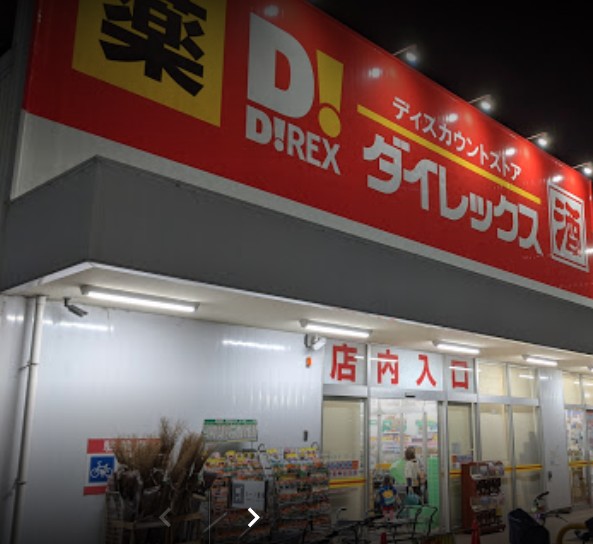 薬
D!
D!REX
ディスカウントストア
ダイレックス
酒
店内入口